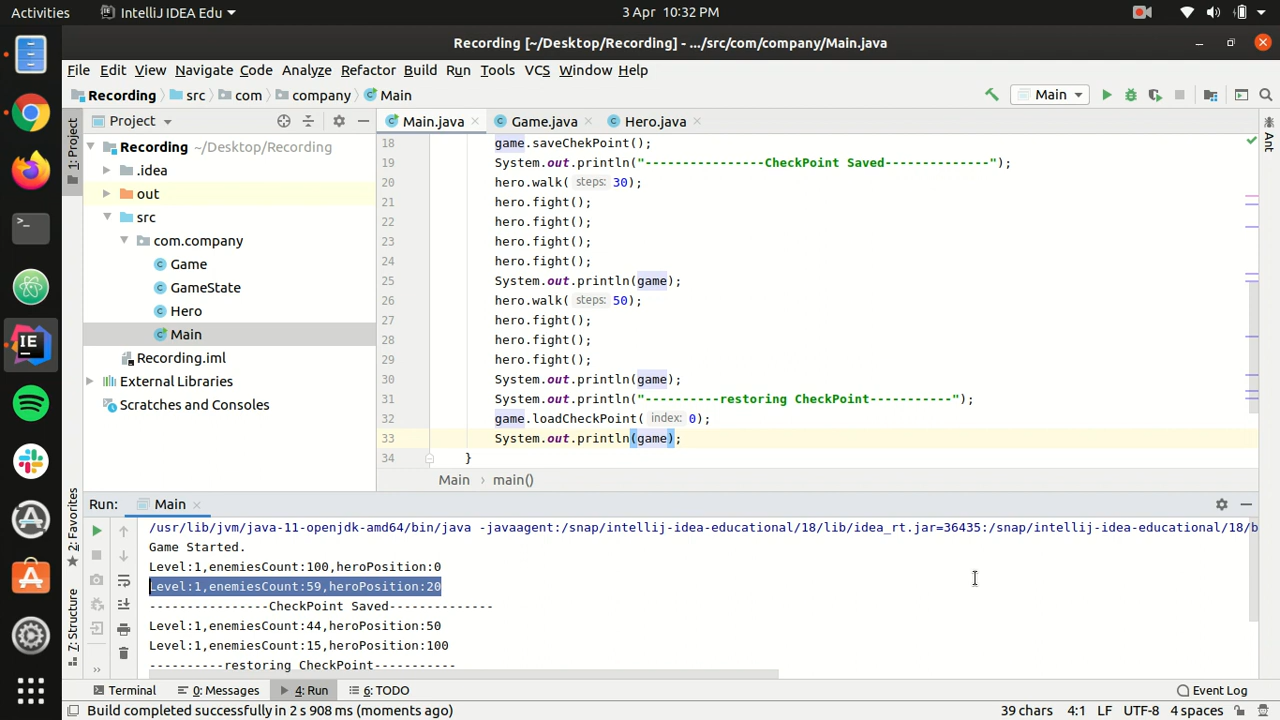 Activities IntelliJ IDEA Edu 3 Apr 10:32 PM
Recording [~/Desktop/Recording] - .../src/com/company/Main.java
File Edit View Navigate Code Analyze Refactor Build Run Tools VCS Window Help
Recording src com company Main Main
1: Project
Project
Recording ~/Desktop/Recording
.idea
out
src
com.company
Game
GameState
Hero
Main
Recording.iml
External Libraries
Scratches and Consoles
Main.java Game.java Hero.java
Ant
18 game.saveChekPoint();
19 System.out.println("----------------CheckPoint Saved--------------");
20 hero.walk( steps: 30);
21 hero.fight();
22 hero.fight();
23 hero.fight();
24 hero.fight();
25 System.out.println(game);
26 hero.walk( steps: 50);
27 hero.fight();
28 hero.fight();
29 hero.fight();
30 System.out.println(game);
31 System.out.println("----------restoring CheckPoint-----------");
32 game.loadCheckPoint( index: 0);
33 System.out.println(game);
34 }
Main › main()
2: Favorites
7: Structure
Run: Main
/usr/lib/jvm/java-11-openjdk-amd64/bin/java -javaagent:/snap/intellij-idea-educational/18/lib/idea_rt.jar=36435:/snap/intellij-idea-educational/18/b
Game Started.
Level:1,enemiesCount:100,heroPosition:0
Level:1,enemiesCount:59,heroPosition:20
----------------CheckPoint Saved--------------
Level:1,enemiesCount:44,heroPosition:50
Level:1,enemiesCount:15,heroPosition:100
----------restoring CheckPoint-----------
Terminal 0: Messages 4: Run 6: TODO Event Log
Build completed successfully in 2 s 908 ms (moments ago) 39 chars 4:1 LF UTF-8 4 spaces